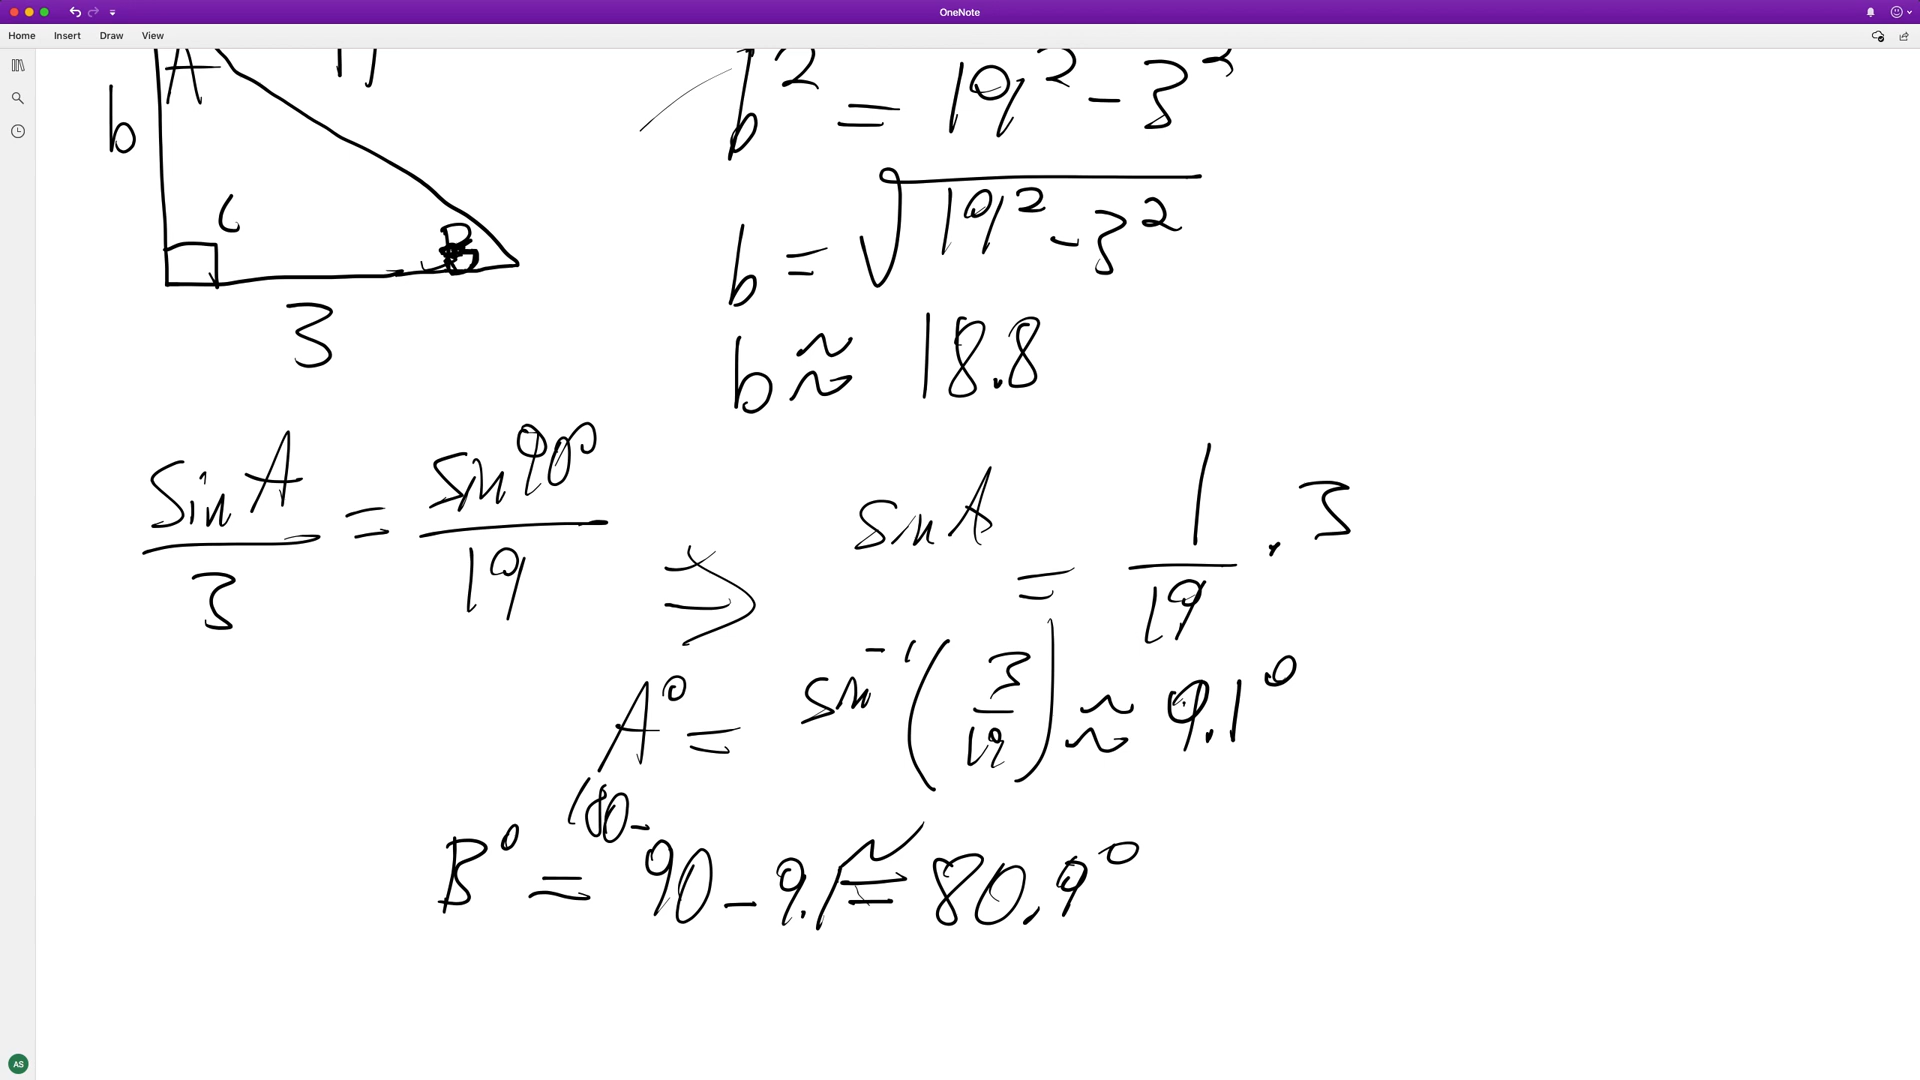 OneNote
Home Insert Draw View
A
b
C
B
3
b² = 19² - 3²
b = √(19² - 3²)
b ≈ 18.8
sin A / 3 = sin 90° / 19 ⇒ sin A = 1/19 . 3
A° = sin⁻¹(3/19) ≈ 9.1°
B° = 180 - 90 - 9.1 ≈ 80.9°
AS